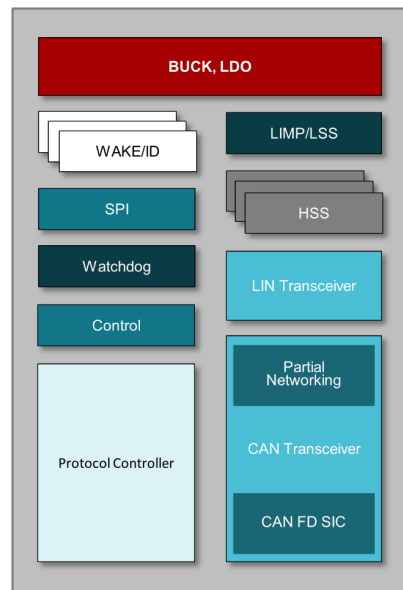 BUCK, LDO
WAKE/ID
LIMP/LSS
SPI
HSS
Watchdog
LIN Transceiver
Control
Partial
Networking
Protocol Controller
CAN Transceiver
CAN FD SIC